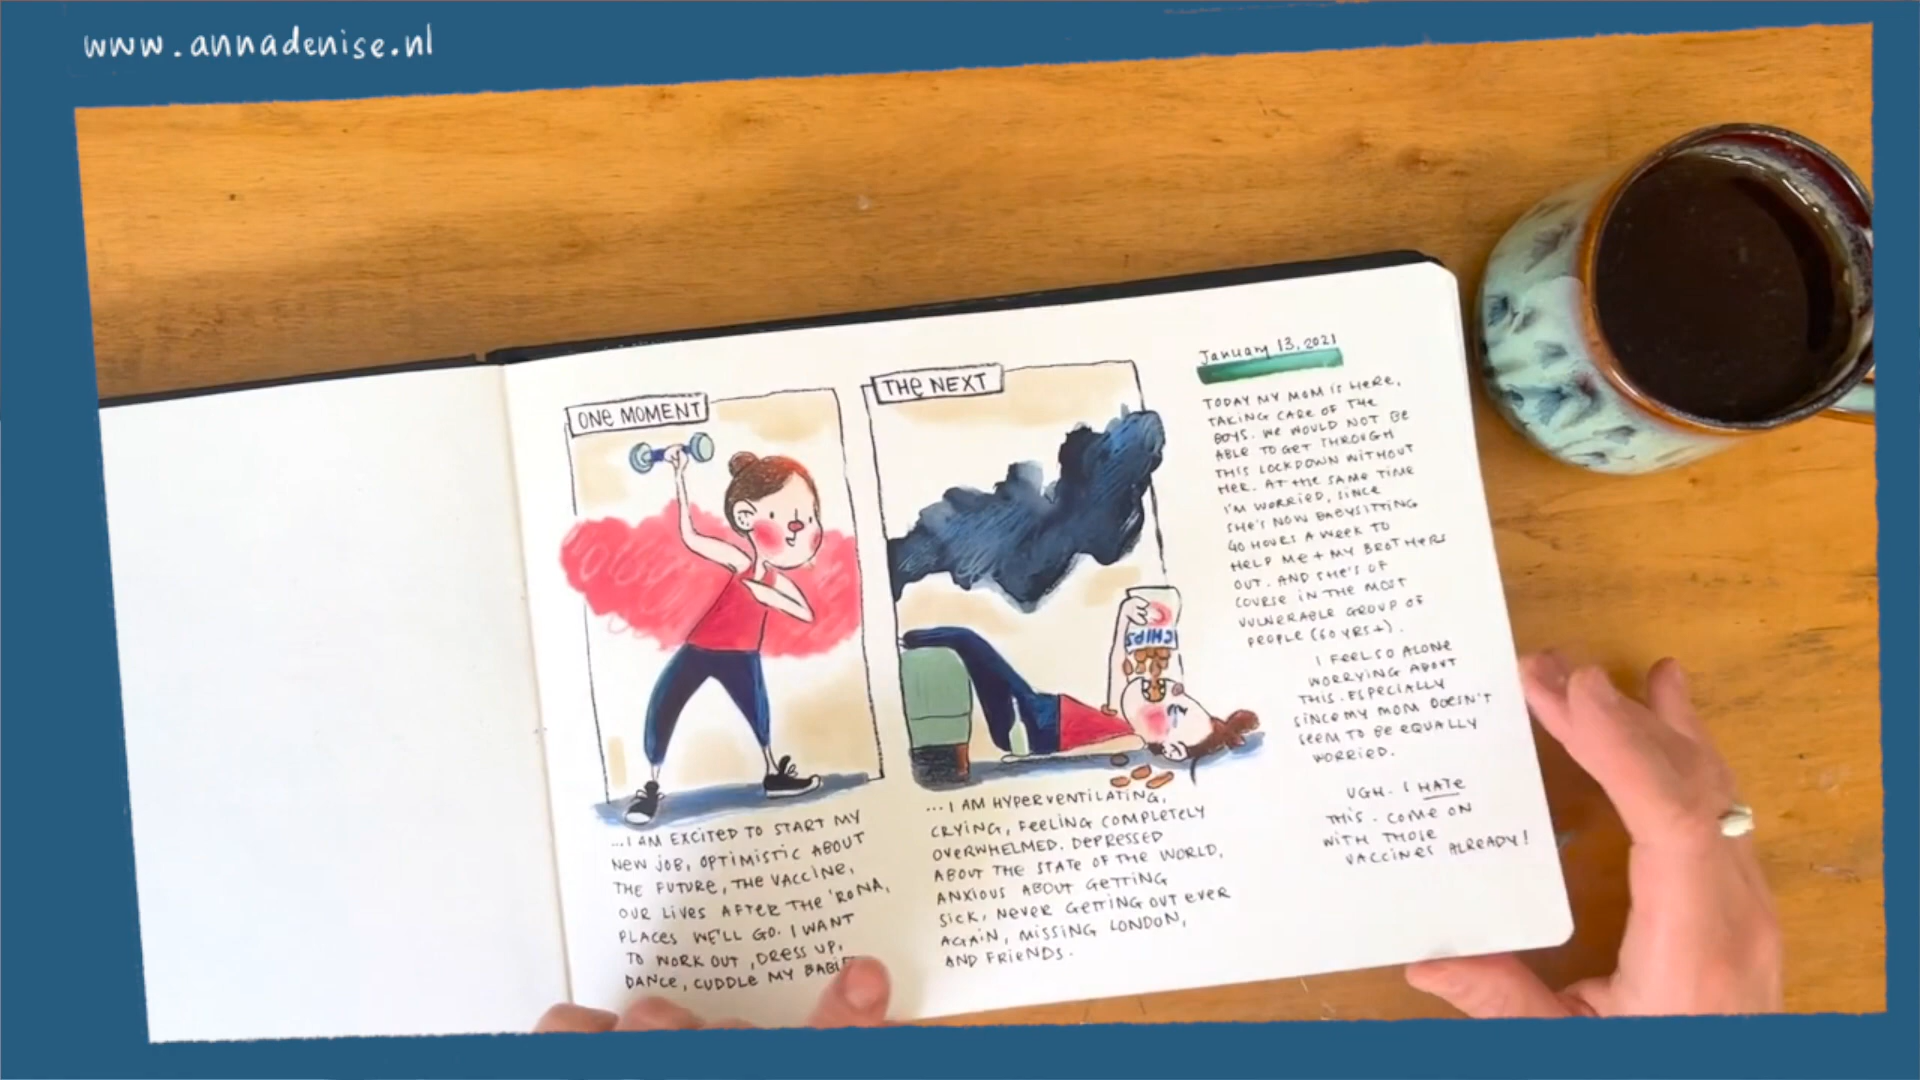 www.annadenise.nl
ONE MOMENT
...I AM EXCITED TO START MY
NEW JOB, OPTIMISTIC ABOUT
THE FUTURE, THE VACCINE,
OUR LIVES AFTER THE 'RONA,
PLACES WE'LL GO. I WANT
TO WORK OUT, DRESS UP,
DANCE, CUDDLE MY
THE NEXT
CHIPS
...I AM HYPERVENTILATING,
CRYING, FEELING COMPLETELY
OVERWHELMED. DEPRESSED
ABOUT THE STATE OF THE WORLD,
ANXIOUS ABOUT GETTING
SICK, NEVER GETTING OUT EVER
AGAIN, MISSING LONDON,
AND FRIENDS.
January 13, 2021
TODAY MY MOM IS HERE,
TAKING CARE OF THE
BOYS. WE WOULD NOT BE
ABLE TO GET THROUGH
THIS LOCKDOWN WITHOUT
HER. AT THE SAME TIME
I'M WORRIED, SINCE
SHE'S NOW BABYSITTING
40 HOURS A WEEK TO
HELP ME + MY BROTHERS
OUT. AND SHE'S OF
COURSE IN THE MOST
VULNERABLE GROUP OF
PEOPLE (60 YRS+).
I FEEL SO ALONE
WORRYING ABOUT
THIS. ESPECIALLY
SINCE MY MOM DOESN'T
SEEM TO BE EQUALLY
WORRIED.
UGH. I HATE
THIS. COME ON
WITH THOSE
VACCINES ALREADY!